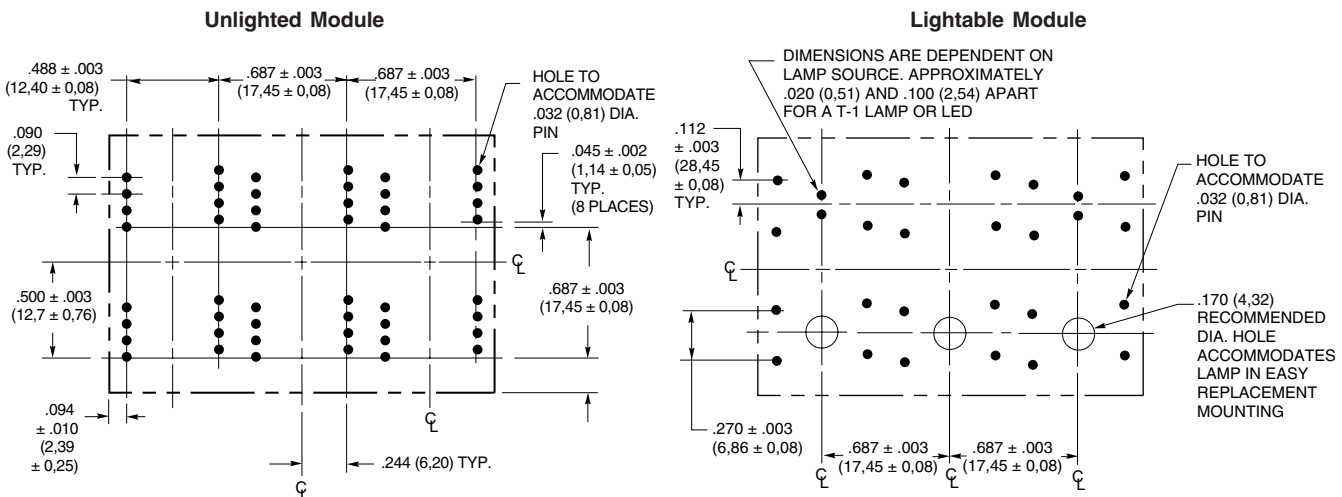 Unlighted Module
.488 ± .003
(12,40 ± 0,08)
TYP.
.687 ± .003
(17,45 ± 0,08)
.687 ± .003
(17,45 ± 0,08)
HOLE TO
ACCOMMODATE
.032 (0,81) DIA.
PIN
.090
(2,29)
TYP.
.045 ± .002
(1,14 ± 0,05)
TYP.
(8 PLACES)
℄
.500 ± .003
(12,7 ± 0,76)
.687 ± .003
(17,45 ± 0,08)
.094
± .010
(2,39
± 0,25)
℄
.244 (6,20) TYP.
℄
Lightable Module
DIMENSIONS ARE DEPENDENT ON
LAMP SOURCE. APPROXIMATELY
.020 (0,51) AND .100 (2,54) APART
FOR A T-1 LAMP OR LED
.112
± .003
(28,45
± 0,08)
TYP.
HOLE TO
ACCOMMODATE
.032 (0,81) DIA.
PIN
℄
.170 (4,32)
RECOMMENDED
DIA. HOLE
ACCOMMODATES
LAMP IN EASY
REPLACEMENT
MOUNTING
.270 ± .003
(6,86 ± 0,08)
.687 ± .003
(17,45 ± 0,08)
.687 ± .003
(17,45 ± 0,08)
℄
℄
℄